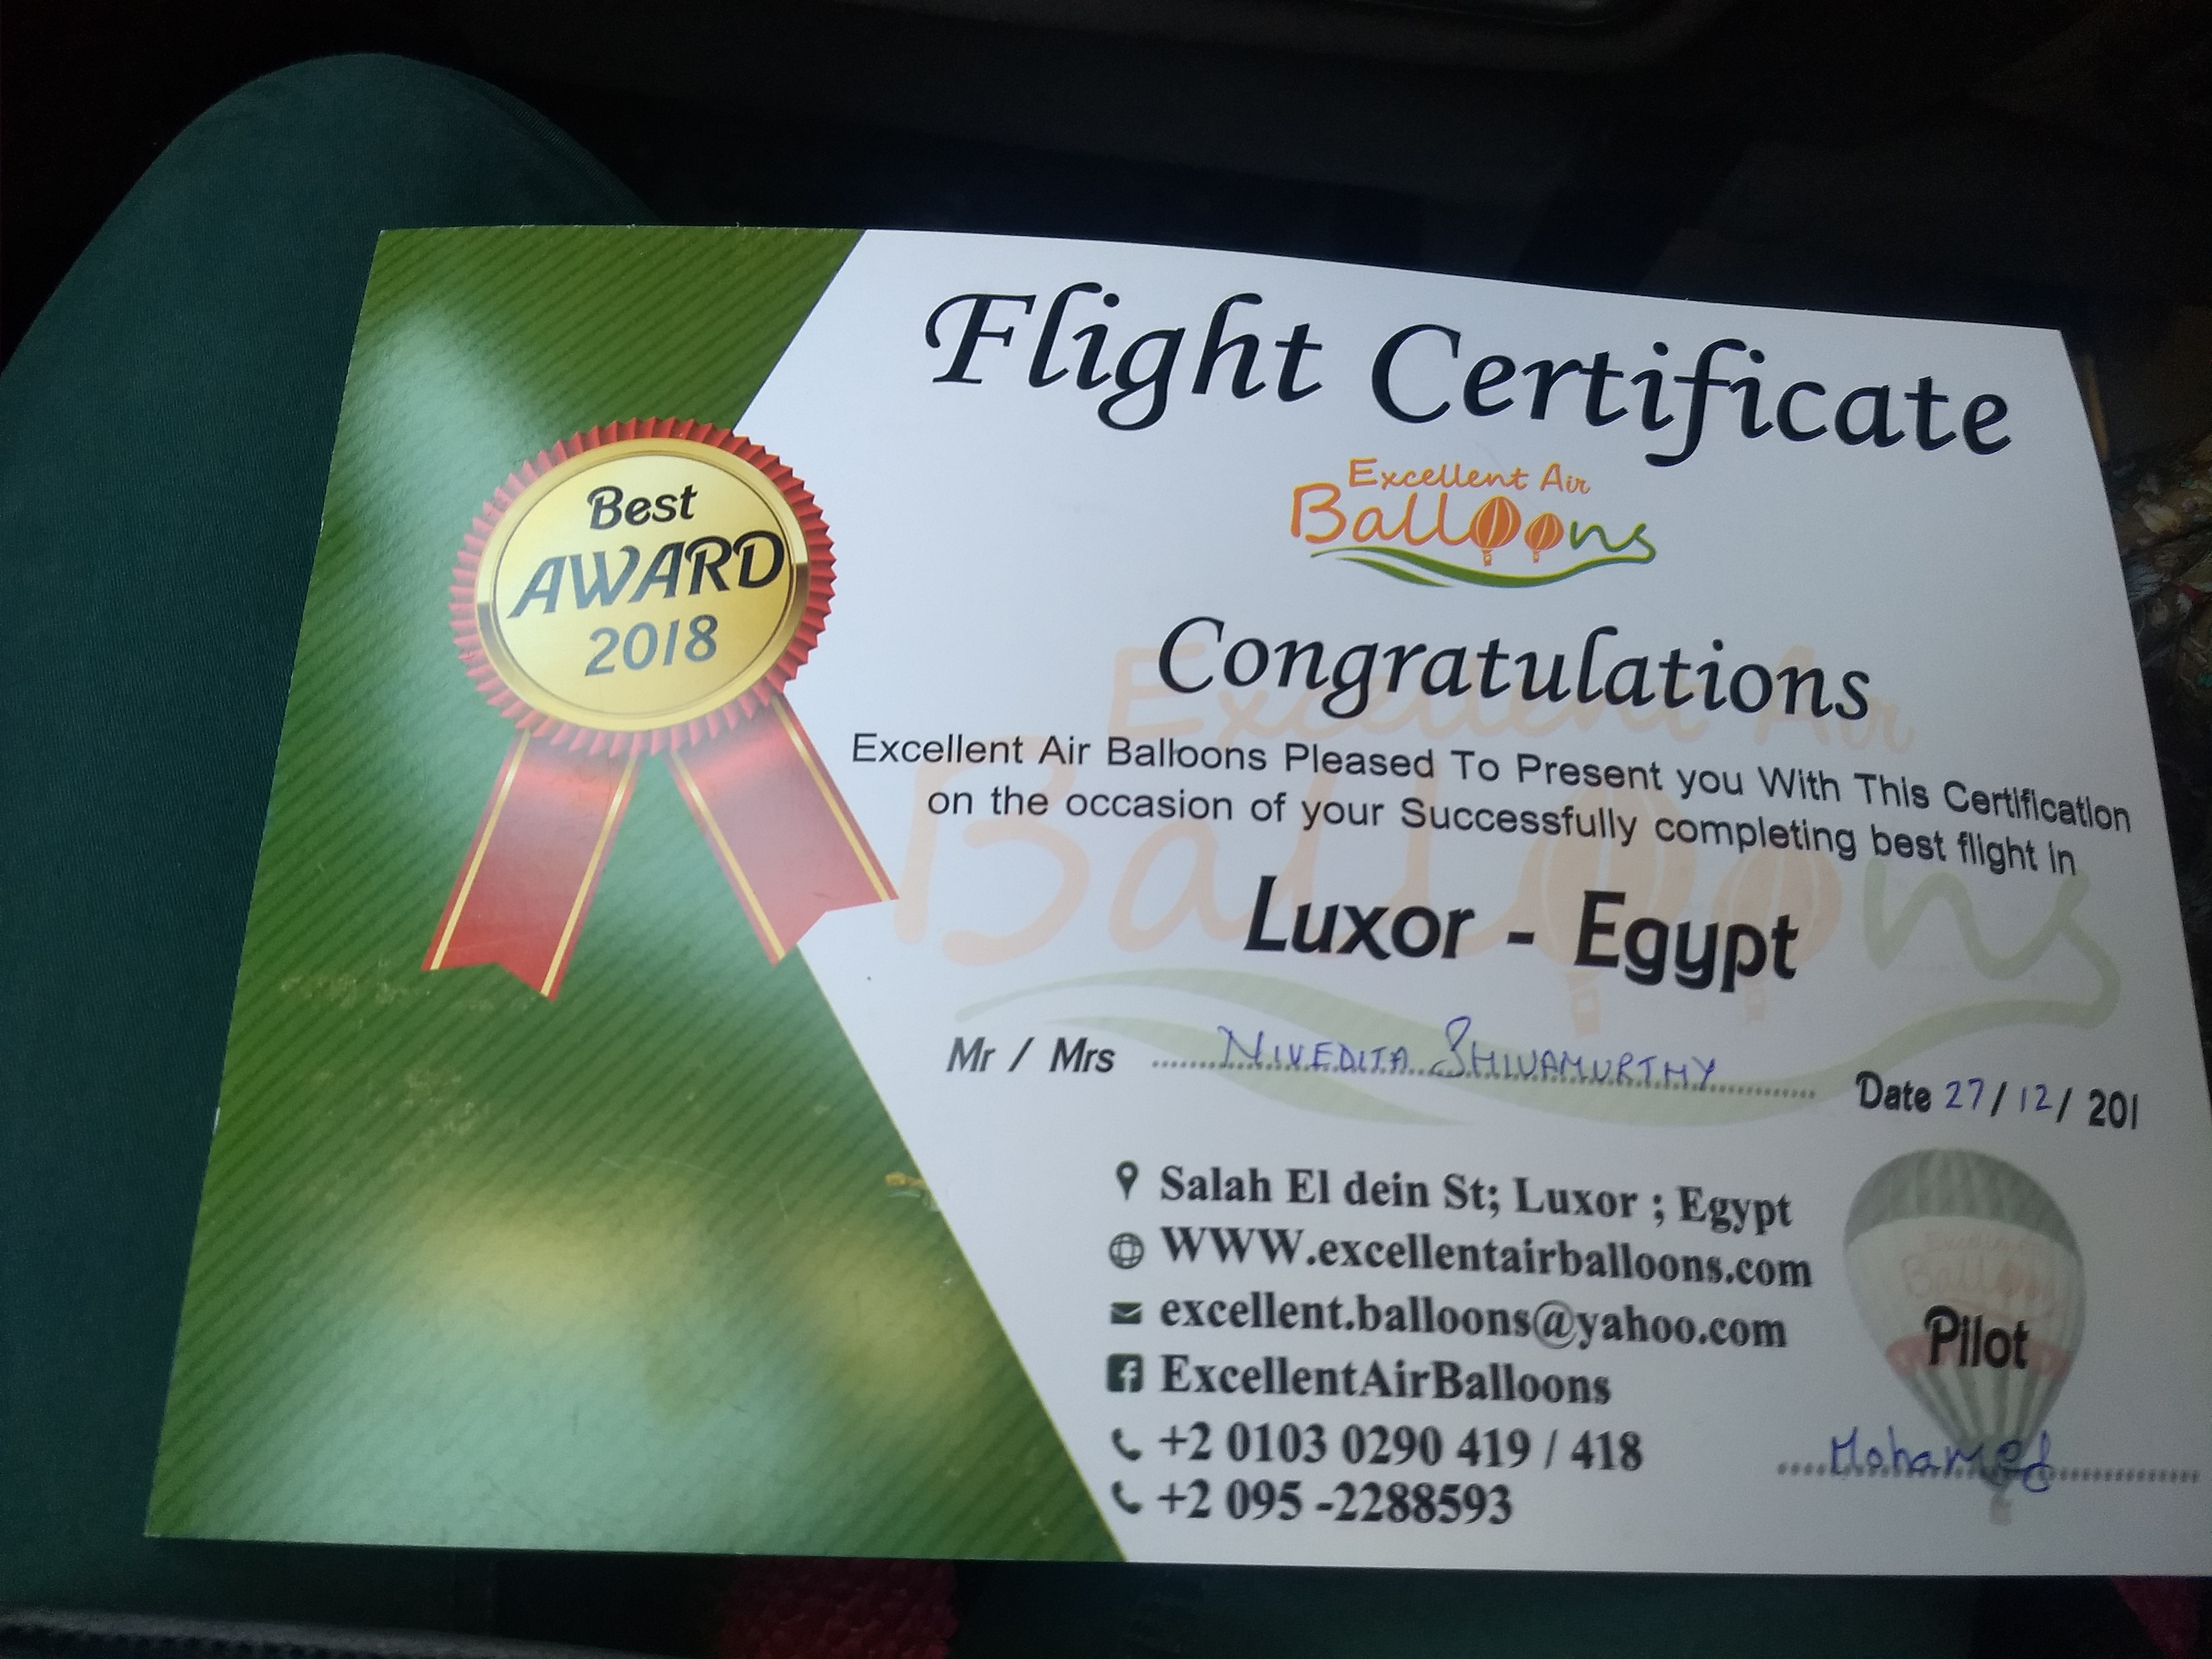 Flight Certificate
Excellent Air
Balloons
Best
AWARD
2018
Congratulations
Excellent Air Balloons Pleased To Present you With This Certification
on the occasion of your Successfully completing best flight in
Luxor - Egypt
Mr / Mrs NIVEDITA SHIVAMURTHY Date 27/12/201
Salah El dein St; Luxor ; Egypt
WWW.excellentairballoons.com
excellent.balloons@yahoo.com
ExcellentAirBalloons
+2 0103 0290 419 / 418
+2 095 -2288593
Pilot
Mohamed